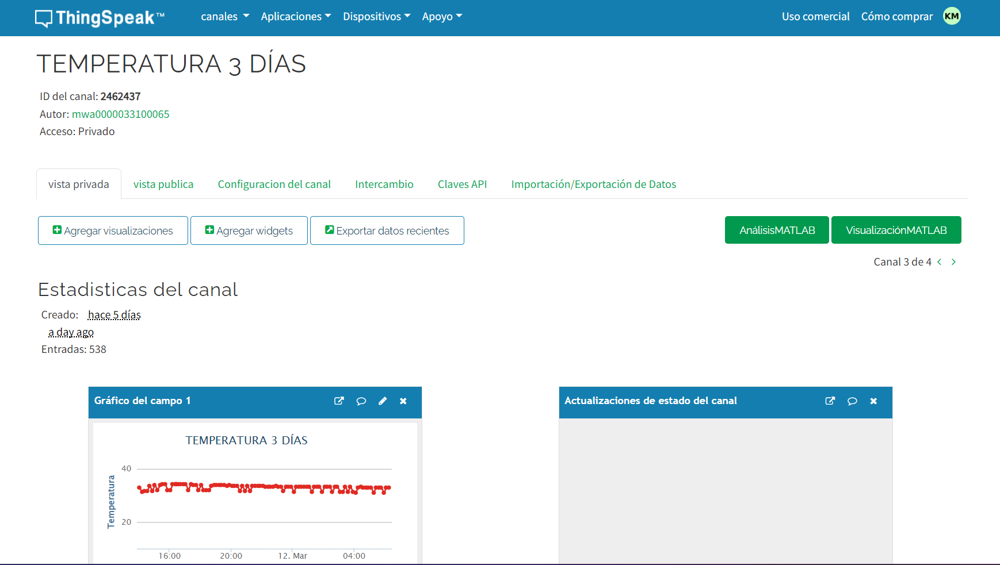 ThingSpeak™ canales Aplicaciones Dispositivos Apoyo Uso comercial Cómo comprar KM
TEMPERATURA 3 DÍAS
ID del canal: 2462437
Autor: mwa0000033100065
Acceso: Privado
vista privada vista publica Configuracion del canal Intercambio Claves API Importación/Exportación de Datos
Agregar visualizaciones Agregar widgets Exportar datos recientes AnálisisMATLAB VisualizaciónMATLAB
Canal 3 de 4
Estadisticas del canal
Creado: hace 5 días
a day ago
Entradas: 538
Gráfico del campo 1 Actualizaciones de estado del canal
TEMPERATURA 3 DÍAS
40
Temperatura
20
16:00 20:00 12. Mar 04:00